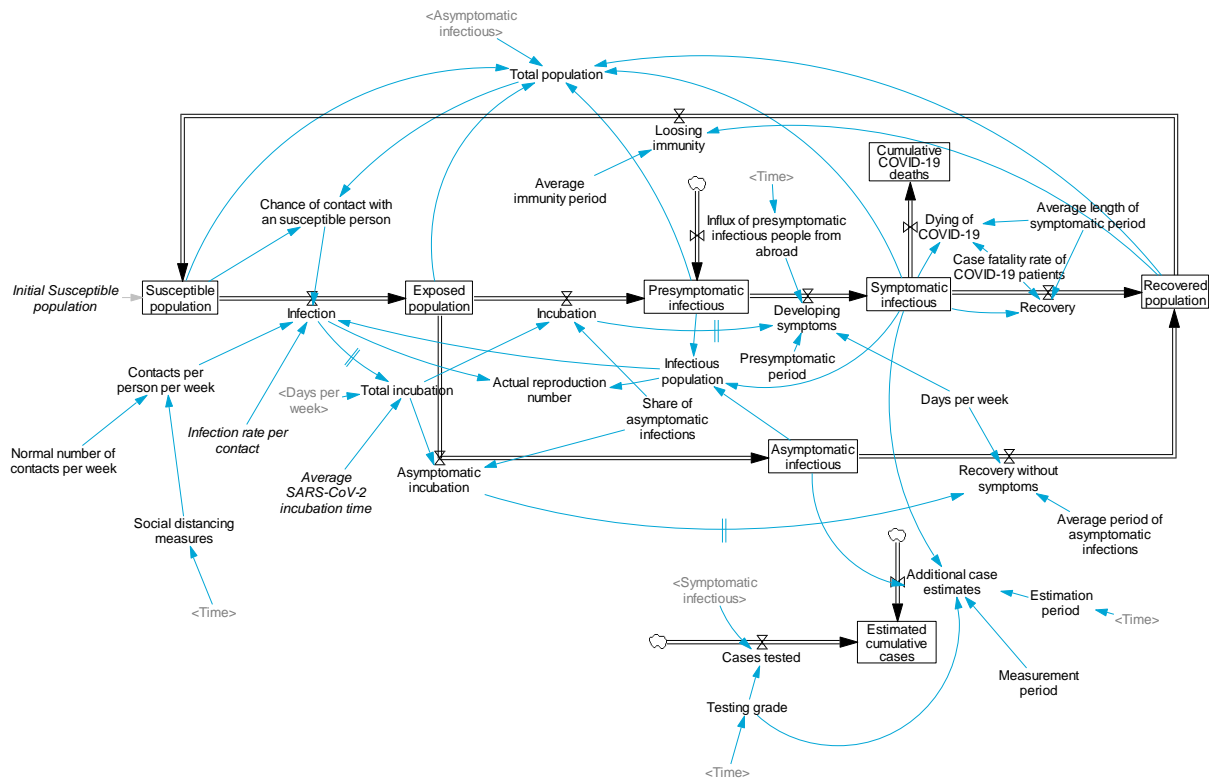 <Asymptomatic
infectious>
Total population
Loosing
immunity
Cumulative
COVID-19
deaths
Average
immunity period
<Time>
Chance of contact with
an susceptible person
Influx of presymptomatic
infectious people from
abroad
Dying of
COVID-19
Average length of
symptomatic period
Case fatality rate of
COVID-19 patients
Initial Susceptible
population
Susceptible
population
Exposed
population
Presymptomatic
infectious
Symptomatic
infectious
Recovered
population
Infection
Incubation
Developing
symptoms
Recovery
Presymptomatic
period
Contacts per
person per week
<Days per
week>
Total incubation
Actual reproduction
number
Infectious
population
Share of
asymptomatic
infections
Days per week
Infection rate per
contact
Normal number of
contacts per week
Average
SARS-CoV-2
incubation time
Asymptomatic
incubation
Asymptomatic
infectious
Recovery without
symptoms
Social distancing
measures
Average period of
asymptomatic
infections
<Time>
<Symptomatic
infectious>
Additional case
estimates
Estimation
period
<Time>
Cases tested
Estimated
cumulative
cases
Measurement
period
Testing grade
<Time>